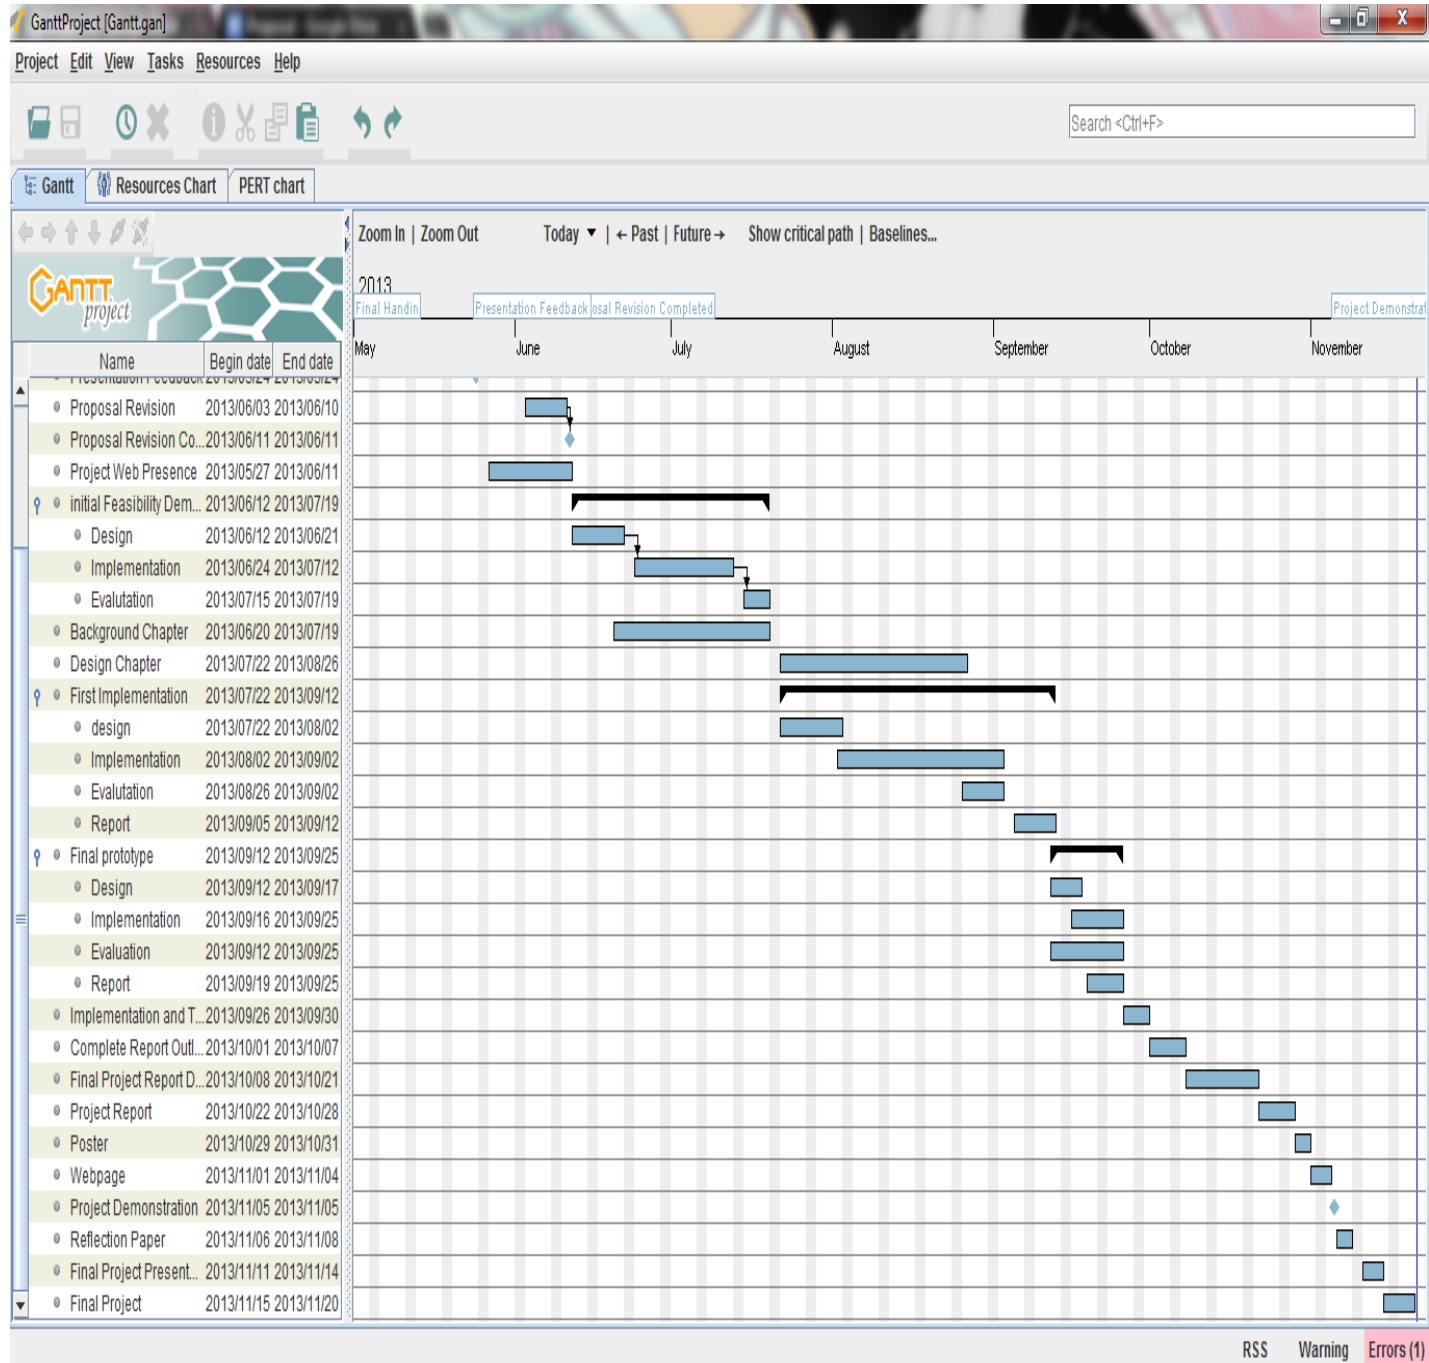 GanttProject [Gantt.gan]
Project Edit View Tasks Resources Help
Search <Ctrl+F>
Gantt Resources Chart PERT chart
Zoom In | Zoom Out Today ▼ | ← Past | Future → Show critical path | Baselines...
GANTT project
2013
Final Handin Presentation Feedback osal Revision Completed Project Demonstrat
May June July August September October November
Name Begin date End date
Presentation Feedback 2013/05/24 2013/05/24
Proposal Revision 2013/06/03 2013/06/10
Proposal Revision Co... 2013/06/11 2013/06/11
Project Web Presence 2013/05/27 2013/06/11
initial Feasibility Dem... 2013/06/12 2013/07/19
Design 2013/06/12 2013/06/21
Implementation 2013/06/24 2013/07/12
Evalutation 2013/07/15 2013/07/19
Background Chapter 2013/06/20 2013/07/19
Design Chapter 2013/07/22 2013/08/26
First Implementation 2013/07/22 2013/09/12
design 2013/07/22 2013/08/02
Implementation 2013/08/02 2013/09/02
Evalutation 2013/08/26 2013/09/02
Report 2013/09/05 2013/09/12
Final prototype 2013/09/12 2013/09/25
Design 2013/09/12 2013/09/17
Implementation 2013/09/16 2013/09/25
Evaluation 2013/09/12 2013/09/25
Report 2013/09/19 2013/09/25
Implementation and T... 2013/09/26 2013/09/30
Complete Report Outl... 2013/10/01 2013/10/07
Final Project Report D... 2013/10/08 2013/10/21
Project Report 2013/10/22 2013/10/28
Poster 2013/10/29 2013/10/31
Webpage 2013/11/01 2013/11/04
Project Demonstration 2013/11/05 2013/11/05
Reflection Paper 2013/11/06 2013/11/08
Final Project Present... 2013/11/11 2013/11/14
Final Project 2013/11/15 2013/11/20
RSS Warning Errors (1)